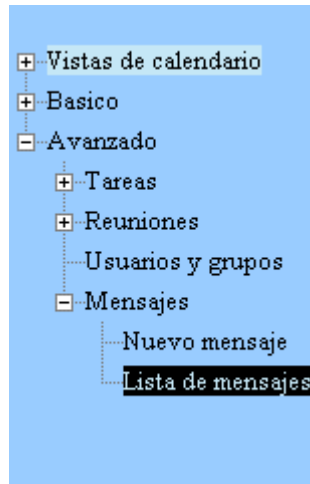 Vistas de calendario
Basico
Avanzado
Tareas
Reuniones
Usuarios y grupos
Mensajes
Nuevo mensaje
Lista de mensajes